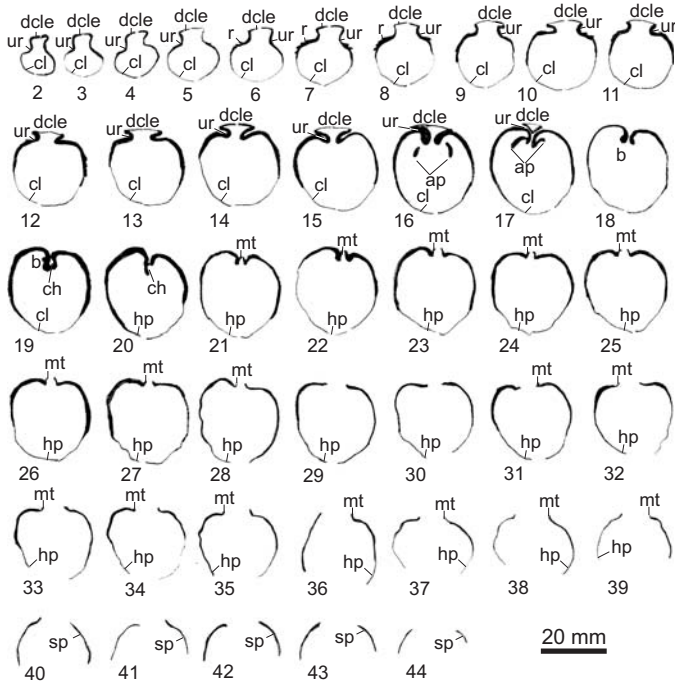 dcle dcle dcle dcle dcle dcle dcle dcle dcle dcle
ur ur ur ur r ur r ur r ur ur ur ur
cl cl cl cl cl cl cl cl cl cl
2 3 4 5 6 7 8 9 10 11
dcle dcle dcle dcle dcle dcle
ur ur ur ur ur ur b
ap ap
cl cl cl cl cl cl
12 13 14 15 16 17 18
mt mt mt mt mt
b ch ch
cl hp hp hp hp hp hp
19 20 21 22 23 24 25
mt mt mt mt mt
hp hp hp hp hp hp hp
26 27 28 29 30 31 32
mt mt mt mt mt mt mt
hp hp hp hp hp hp hp
33 34 35 36 37 38 39
sp sp sp sp sp
40 41 42 43 44
20 mm